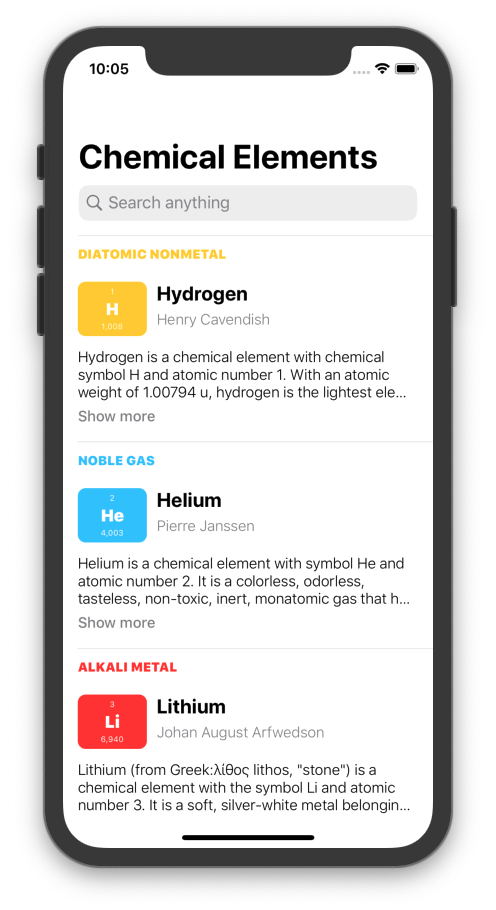 10:05
Chemical Elements
Search anything
DIATOMIC NONMETAL
1
H
1,008
Hydrogen
Henry Cavendish
Hydrogen is a chemical element with chemical
symbol H and atomic number 1. With an atomic
weight of 1.00794 u, hydrogen is the lightest ele...
Show more
NOBLE GAS
2
He
4,003
Helium
Pierre Janssen
Helium is a chemical element with symbol He and
atomic number 2. It is a colorless, odorless,
tasteless, non-toxic, inert, monatomic gas that h...
Show more
ALKALI METAL
3
Li
6,940
Lithium
Johan August Arfwedson
Lithium (from Greek:λίθος lithos, "stone") is a
chemical element with the symbol Li and atomic
number 3. It is a soft, silver-white metal belongin...